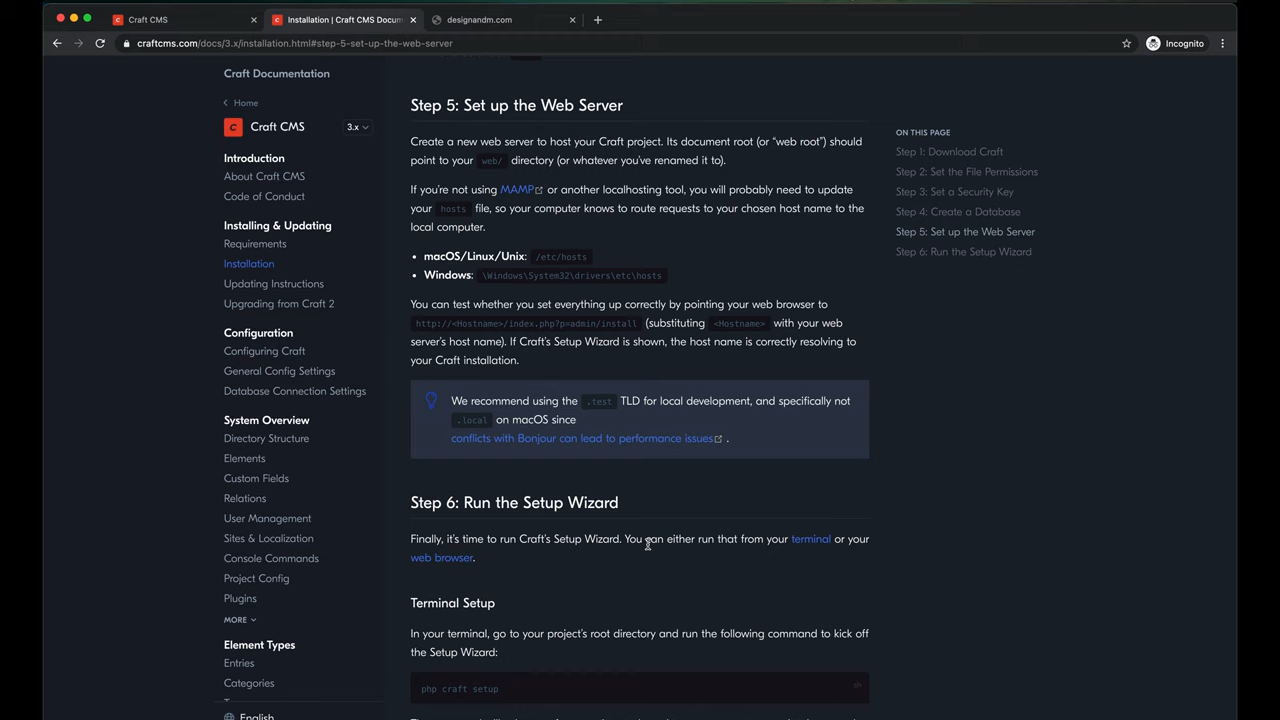 Craft CMS
Installation | Craft CMS Docum
designandm.com
craftcms.com/docs/3.x/installation.html#step-5-set-up-the-web-server
Incognito
Craft Documentation
Home
Craft CMS
3.x
Introduction
About Craft CMS
Code of Conduct
Installing & Updating
Requirements
Installation
Updating Instructions
Upgrading from Craft 2
Configuration
Configuring Craft
General Config Settings
Database Connection Settings
System Overview
Directory Structure
Elements
Custom Fields
Relations
User Management
Sites & Localization
Console Commands
Project Config
Plugins
MORE
Element Types
Entries
Categories
English
Step 5: Set up the Web Server
Create a new web server to host your Craft project. Its document root (or “web root”) should
point to your web/ directory (or whatever you’ve renamed it to).
If you’re not using MAMP or another localhosting tool, you will probably need to update
your hosts file, so your computer knows to route requests to your chosen host name to the
local computer.
• macOS/Linux/Unix: /etc/hosts
• Windows: \Windows\System32\drivers\etc\hosts
You can test whether you set everything up correctly by pointing your web browser to
http://<Hostname>/index.php?p=admin/install (substituting <Hostname> with your web
server’s host name). If Craft’s Setup Wizard is shown, the host name is correctly resolving to
your Craft installation.
We recommend using the .test TLD for local development, and specifically not
.local on macOS since
conflicts with Bonjour can lead to performance issues .
Step 6: Run the Setup Wizard
Finally, it’s time to run Craft’s Setup Wizard. You can either run that from your terminal or your
web browser.
Terminal Setup
In your terminal, go to your project’s root directory and run the following command to kick off
the Setup Wizard:
php craft setup
sh
ON THIS PAGE
Step 1: Download Craft
Step 2: Set the File Permissions
Step 3: Set a Security Key
Step 4: Create a Database
Step 5: Set up the Web Server
Step 6: Run the Setup Wizard